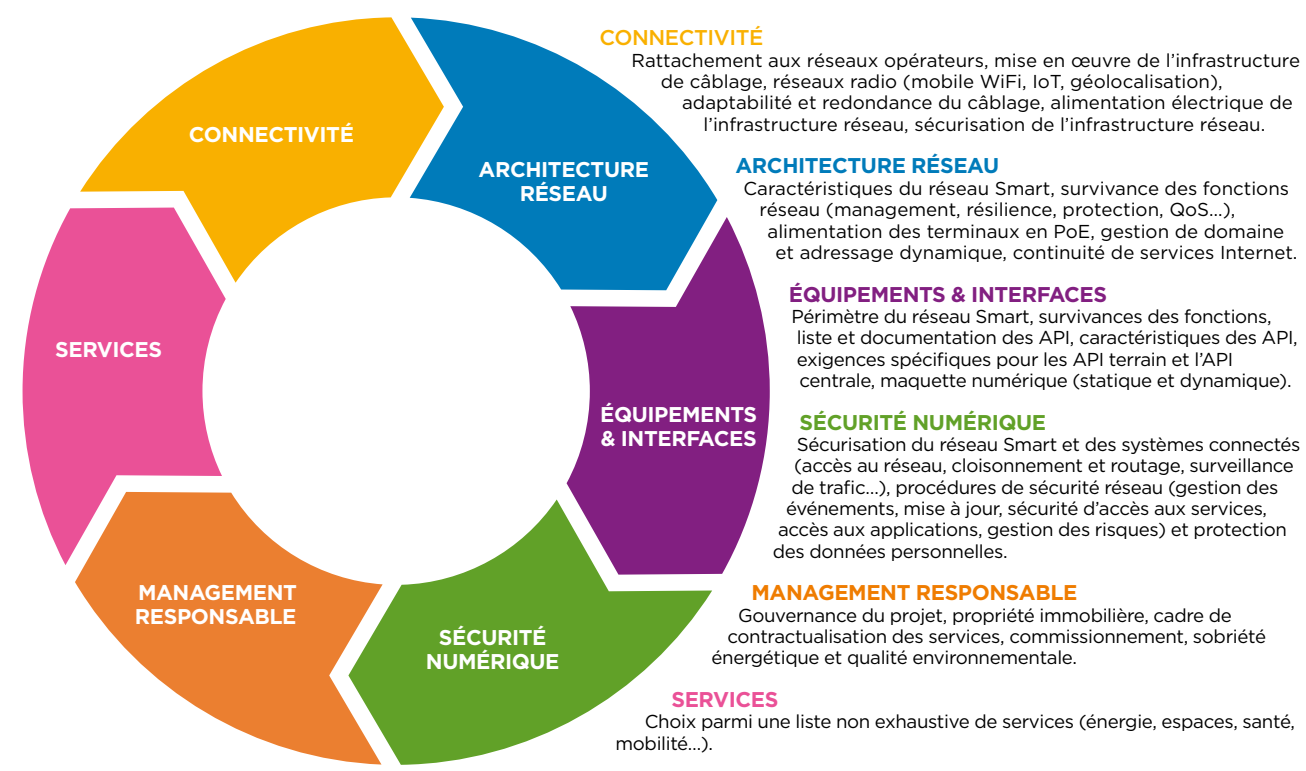 CONNECTIVITÉ
ARCHITECTURE
RÉSEAU
ÉQUIPEMENTS
& INTERFACES
SÉCURITÉ
NUMÉRIQUE
MANAGEMENT
RESPONSABLE
SERVICES
CONNECTIVITÉ
Rattachement aux réseaux opérateurs, mise en œuvre de l’infrastructure
de câblage, réseaux radio (mobile WiFi, IoT, géolocalisation),
adaptabilité et redondance du câblage, alimentation électrique de
l’infrastructure réseau, sécurisation de l’infrastructure réseau.
ARCHITECTURE RÉSEAU
Caractéristiques du réseau Smart, survivance des fonctions
réseau (management, résilience, protection, QoS...),
alimentation des terminaux en PoE, gestion de domaine
et adressage dynamique, continuité de services Internet.
ÉQUIPEMENTS & INTERFACES
Périmètre du réseau Smart, survivances des fonctions,
liste et documentation des API, caractéristiques des API,
exigences spécifiques pour les API terrain et l’API
centrale, maquette numérique (statique et dynamique).
SÉCURITÉ NUMÉRIQUE
Sécurisation du réseau Smart et des systèmes connectés
(accès au réseau, cloisonnement et routage, surveillance
de trafic...), procédures de sécurité réseau (gestion des
événements, mise à jour, sécurité d’accès aux services,
accès aux applications, gestion des risques) et protection
des données personnelles.
MANAGEMENT RESPONSABLE
Gouvernance du projet, propriété immobilière, cadre de
contractualisation des services, commissionnement, sobriété
énergétique et qualité environnementale.
SERVICES
Choix parmi une liste non exhaustive de services (énergie, espaces, santé,
mobilité...).